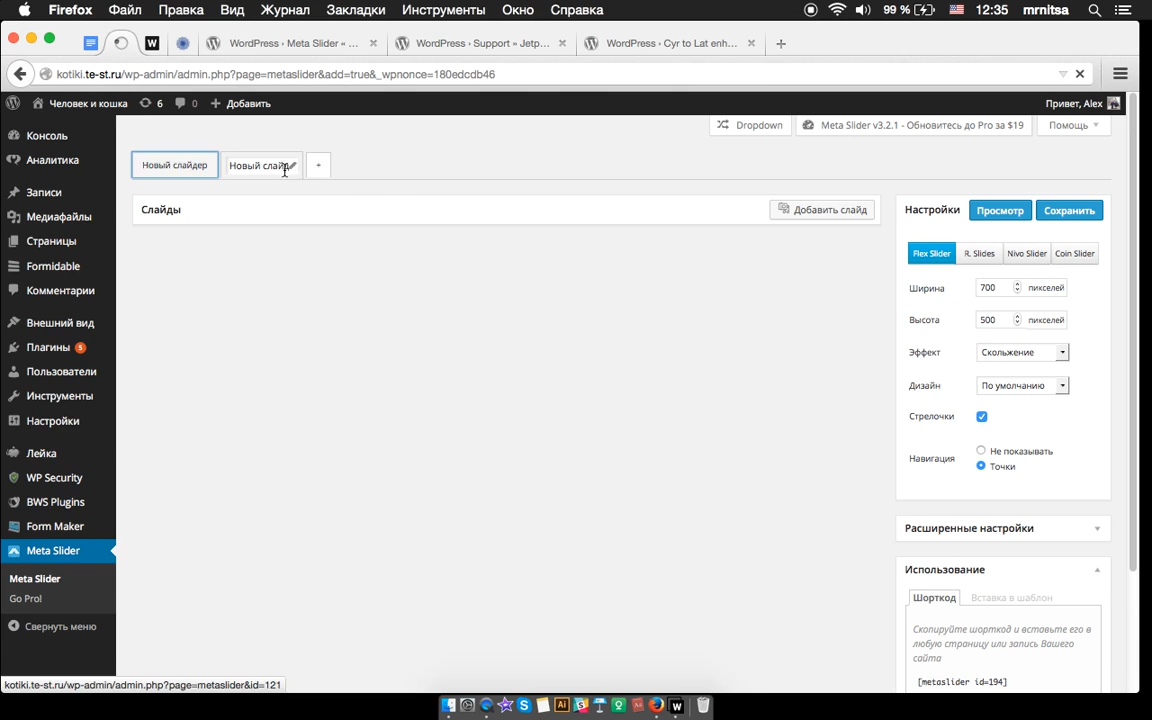 Firefox Файл Правка Вид Журнал Закладки Инструменты Окно Справка 99 % 12:35 mrnitsa
W WordPress › Meta Slider « ... WordPress › Support » Jetp... WordPress › Cyr to Lat enh...
kotiki.te-st.ru/wp-admin/admin.php?page=metaslider&add=true&_wpnonce=180edcdb46
Человек и кошка 6 0 + Добавить Привет, Alex
Dropdown Meta Slider v3.2.1 - Обновитесь до Pro за $19 Помощь
Консоль
Аналитика
Записи
Медиафайлы
Страницы
Formidable
Комментарии
Внешний вид
Плагины 5
Пользователи
Инструменты
Настройки
Лейка
WP Security
BWS Plugins
Form Maker
Meta Slider
Meta Slider
Go Pro!
Свернуть меню
Новый слайдер Новый слайд +
Слайды Добавить слайд
Настройки Просмотр Сохранить
Flex Slider R. Slides Nivo Slider Coin Slider
Ширина 700 пикселей
Высота 500 пикселей
Эффект Скольжение
Дизайн По умолчанию
Стрелочки
Навигация Не показывать
Точки
Расширенные настройки
Использование
Шорткод Вставка в шаблон
Скопируйте шорткод и вставьте его в
любую страницу или запись Вашего
сайта
[metaslider id=194]
kotiki.te-st.ru/wp-admin/admin.php?page=metaslider&id=121